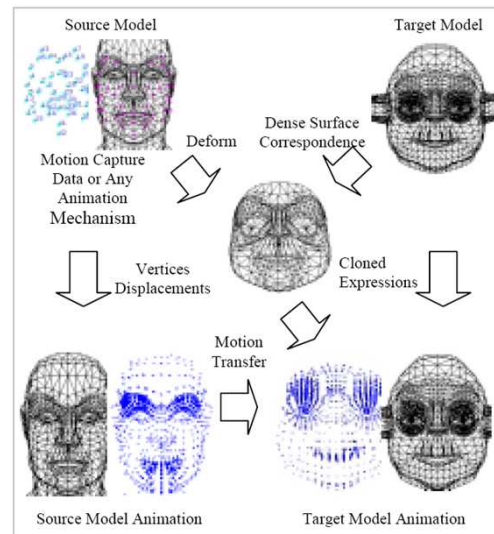 Source Model
Target Model
Deform
Dense Surface
Correspondence
Motion Capture
Data or Any
Animation
Mechanism
Vertices
Displacements
Cloned
Expressions
Motion
Transfer
Source Model Animation
Target Model Animation